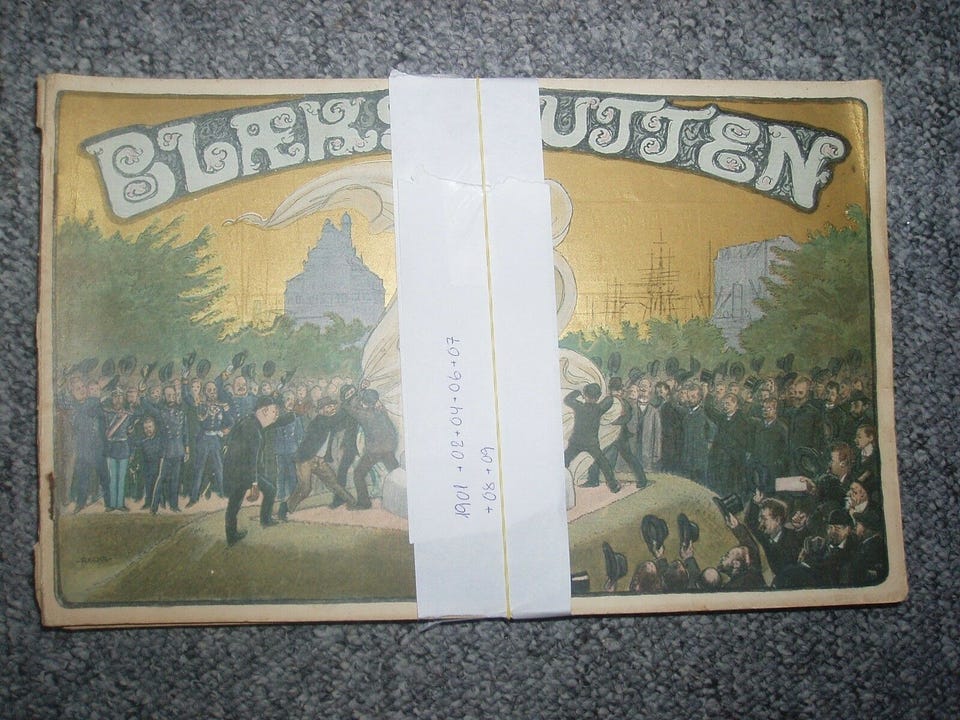 BLÆKS UTTEN
1901 + 02 + 04 + 06 + 07
+ 08 + 09